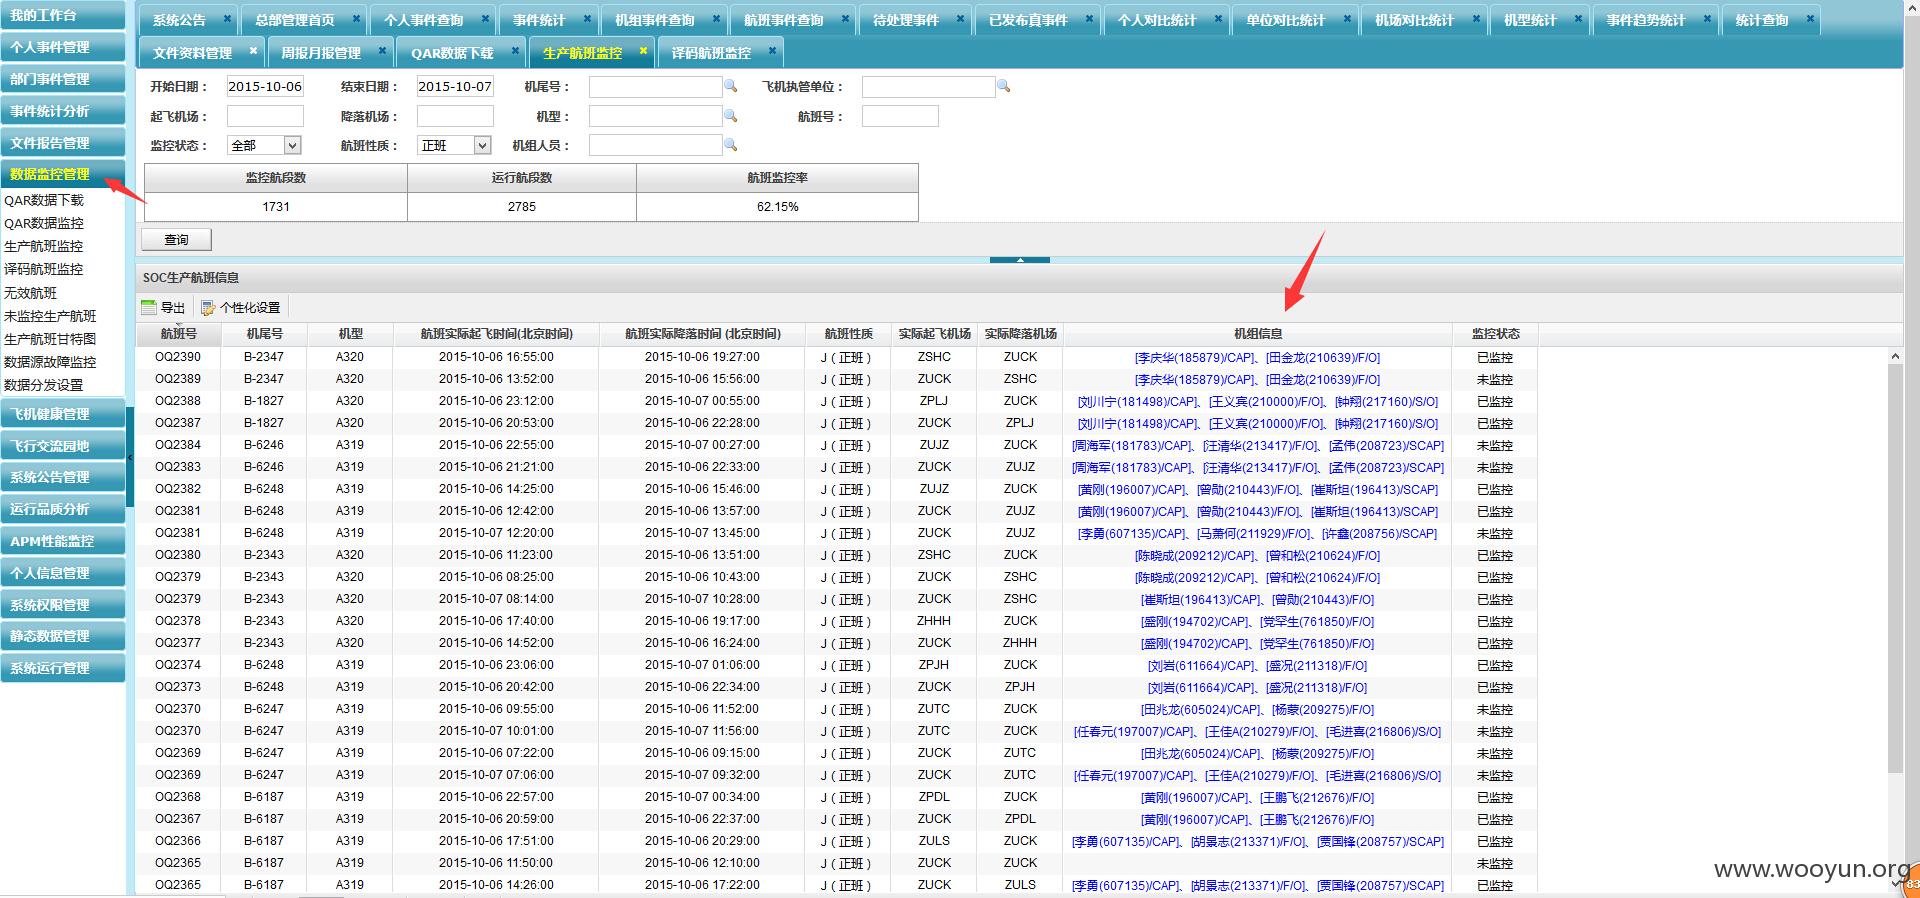 我的工作台
个人事件管理
部门事件管理
事件统计分析
文件报告管理
数据监控管理
QAR数据下载
QAR数据监控
生产航班监控
译码航班监控
无效航班
未监控生产航班
生产航班甘特图
数据源故障监控
数据分发设置
飞机健康管理
飞行交流园地
系统公告管理
运行品质分析
APM性能监控
个人信息管理
系统权限管理
静态数据管理
系统运行管理
系统公告 总部管理首页 个人事件查询 事件统计 机组事件查询 航班事件查询 待处理事件 已发布真事件 个人对比统计 单位对比统计 机场对比统计 机型统计 事件趋势统计 统计查询
文件资料管理 周报月报管理 QAR数据下载 生产航班监控 译码航班监控
开始日期： 2015-10-06 结束日期： 2015-10-07 机尾号： 飞机执管单位：
起飞机场： 降落机场： 机型： 航班号：
监控状态： 全部 航班性质： 正班 机组人员：
监控航段数 运行航段数 航班监控率
1731 2785 62.15%
查询
SOC生产航班信息
导出 个性化设置
航班号 机尾号 机型 航班实际起飞时间(北京时间) 航班实际降落时间 (北京时间) 航班性质 实际起飞机场 实际降落机场 机组信息 监控状态
OQ2390 B-2347 A320 2015-10-06 16:55:00 2015-10-06 19:27:00 J（正班） ZSHC ZUCK [李庆华(185879)/CAP]、[田金龙(210639)/F/O] 已监控
OQ2389 B-2347 A320 2015-10-06 13:52:00 2015-10-06 15:56:00 J（正班） ZUCK ZSHC [李庆华(185879)/CAP]、[田金龙(210639)/F/O] 未监控
OQ2388 B-1827 A320 2015-10-06 23:12:00 2015-10-07 00:55:00 J（正班） ZPLJ ZUCK [刘川宁(181498)/CAP]、[王义宾(210000)/F/O]、[钟翔(217160)/S/O] 已监控
OQ2387 B-1827 A320 2015-10-06 20:53:00 2015-10-06 22:28:00 J（正班） ZUCK ZPLJ [刘川宁(181498)/CAP]、[王义宾(210000)/F/O]、[钟翔(217160)/S/O] 已监控
OQ2384 B-6246 A319 2015-10-06 22:55:00 2015-10-07 00:27:00 J（正班） ZUJZ ZUCK [周海军(181783)/CAP]、[汪清华(213417)/F/O]、[孟伟(208723)/SCAP] 未监控
OQ2383 B-6246 A319 2015-10-06 21:21:00 2015-10-06 22:33:00 J（正班） ZUCK ZUJZ [周海军(181783)/CAP]、[汪清华(213417)/F/O]、[孟伟(208723)/SCAP] 未监控
OQ2382 B-6248 A319 2015-10-06 14:25:00 2015-10-06 15:46:00 J（正班） ZUJZ ZUCK [黄刚(196007)/CAP]、[曾勋(210443)/F/O]、[崔斯坦(196413)/SCAP] 已监控
OQ2381 B-6248 A319 2015-10-06 12:42:00 2015-10-06 13:57:00 J（正班） ZUCK ZUJZ [黄刚(196007)/CAP]、[曾勋(210443)/F/O]、[崔斯坦(196413)/SCAP] 已监控
OQ2381 B-6248 A319 2015-10-07 12:20:00 2015-10-07 13:45:00 J（正班） ZUCK ZUJZ [李勇(607135)/CAP]、[马萧何(211929)/F/O]、[许鑫(208756)/SCAP] 未监控
OQ2380 B-2343 A320 2015-10-06 11:23:00 2015-10-06 13:51:00 J（正班） ZSHC ZUCK [陈晓成(209212)/CAP]、[曾和松(210624)/F/O] 已监控
OQ2379 B-2343 A320 2015-10-06 08:25:00 2015-10-06 10:43:00 J（正班） ZUCK ZSHC [陈晓成(209212)/CAP]、[曾和松(210624)/F/O] 已监控
OQ2379 B-2343 A320 2015-10-07 08:14:00 2015-10-07 10:28:00 J（正班） ZUCK ZSHC [崔斯坦(196413)/CAP]、[曾勋(210443)/F/O] 已监控
OQ2378 B-2343 A320 2015-10-06 17:40:00 2015-10-06 19:17:00 J（正班） ZHHH ZUCK [盛刚(194702)/CAP]、[党罕生(761850)/F/O] 已监控
OQ2377 B-2343 A320 2015-10-06 14:52:00 2015-10-06 16:24:00 J（正班） ZUCK ZHHH [盛刚(194702)/CAP]、[党罕生(761850)/F/O] 已监控
OQ2374 B-6248 A319 2015-10-06 23:06:00 2015-10-07 01:06:00 J（正班） ZPJH ZUCK [刘岩(611664)/CAP]、[盛况(211318)/F/O] 已监控
OQ2373 B-6248 A319 2015-10-06 20:42:00 2015-10-06 22:34:00 J（正班） ZUCK ZPJH [刘岩(611664)/CAP]、[盛况(211318)/F/O] 已监控
OQ2370 B-6247 A319 2015-10-06 09:55:00 2015-10-06 11:52:00 J（正班） ZUTC ZUCK [田兆龙(605024)/CAP]、[杨蒙(209275)/F/O] 未监控
OQ2370 B-6247 A319 2015-10-07 10:01:00 2015-10-07 11:56:00 J（正班） ZUTC ZUCK [任春元(197007)/CAP]、[王佳A(210279)/F/O]、[毛进喜(216806)/S/O] 未监控
OQ2369 B-6247 A319 2015-10-06 07:22:00 2015-10-06 09:15:00 J（正班） ZUCK ZUTC [田兆龙(605024)/CAP]、[杨蒙(209275)/F/O] 未监控
OQ2369 B-6247 A319 2015-10-07 07:06:00 2015-10-07 09:32:00 J（正班） ZUCK ZUTC [任春元(197007)/CAP]、[王佳A(210279)/F/O]、[毛进喜(216806)/S/O] 未监控
OQ2368 B-6187 A319 2015-10-06 22:57:00 2015-10-07 00:34:00 J（正班） ZPDL ZUCK [黄刚(196007)/CAP]、[王鹏飞(212676)/F/O] 已监控
OQ2367 B-6187 A319 2015-10-06 20:59:00 2015-10-06 22:37:00 J（正班） ZUCK ZPDL [黄刚(196007)/CAP]、[王鹏飞(212676)/F/O] 已监控
OQ2366 B-6187 A319 2015-10-06 17:51:00 2015-10-06 20:29:00 J（正班） ZULS ZUCK [李勇(607135)/CAP]、[胡景志(213371)/F/O]、[贾国锋(208757)/SCAP] 已监控
OQ2365 B-6187 A319 2015-10-06 11:50:00 2015-10-06 12:10:00 J（正班） ZUCK ZUCK 未监控
OQ2365 B-6187 A319 2015-10-06 14:26:00 2015-10-06 17:22:00 J（正班） ZUCK ZULS [李勇(607135)/CAP]、[胡景志(213371)/F/O]、[贾国锋(208757)/SCAP] 已监控
www.wooyun.org
83